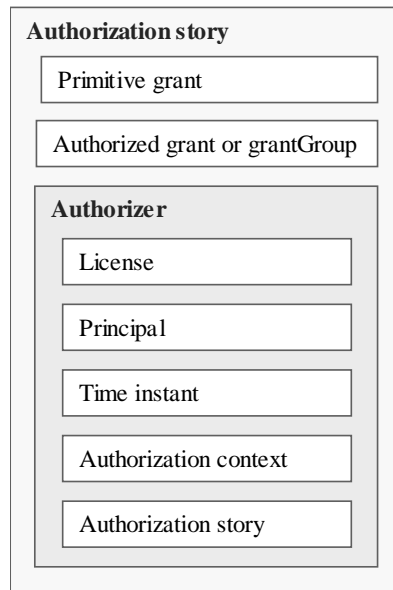 Authorization story
Primitive grant
Authorized grant or grantGroup
Authorizer
License
Principal
Time instant
Authorization context
Authorization story